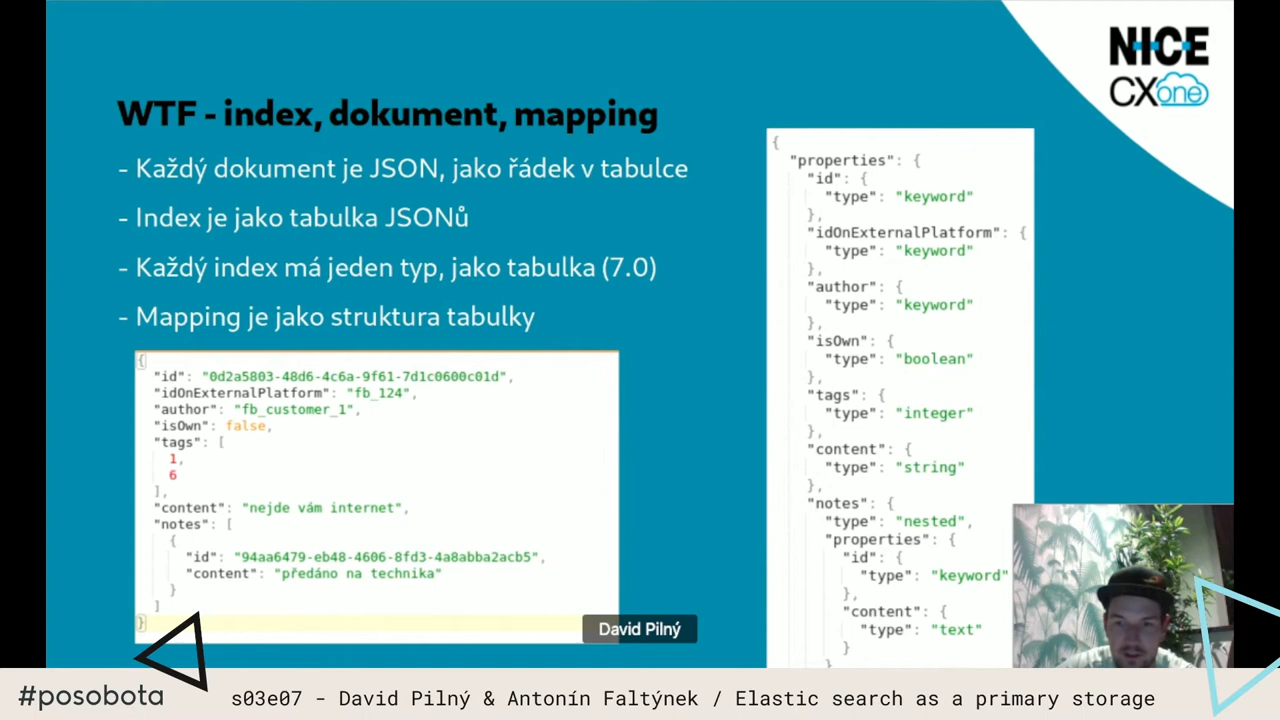 NICE
CXone
WTF - index, dokument, mapping
- Každý dokument je JSON, jako řádek v tabulce
- Index je jako tabulka JSONů
- Každý index má jeden typ, jako tabulka (7.0)
- Mapping je jako struktura tabulky
{
"id": "0d2a5803-48d6-4c6a-9f61-7d1c0600c01d",
"idOnExternalPlatform": "fb_124",
"author": "fb_customer_1",
"isOwn": false,
"tags": [
1,
6
],
"content": "nejde vám internet",
"notes": [
{
"id": "94aa6479-eb48-4606-8fd3-4a8abba2acb5",
"content": "předáno na technika"
}
]
}
{
"properties": {
"id": {
"type": "keyword"
},
"idOnExternalPlatform": {
"type": "keyword"
},
"author": {
"type": "keyword"
},
"isOwn": {
"type": "boolean"
},
"tags": {
"type": "integer"
},
"content": {
"type": "string"
},
"notes": {
"type": "nested",
"properties": {
"id": {
"type": "keyword"
},
"content": {
"type": "text"
}
}
David Pilný
#posobota
s03e07 - David Pilný & Antonín Faltýnek / Elastic search as a primary storage